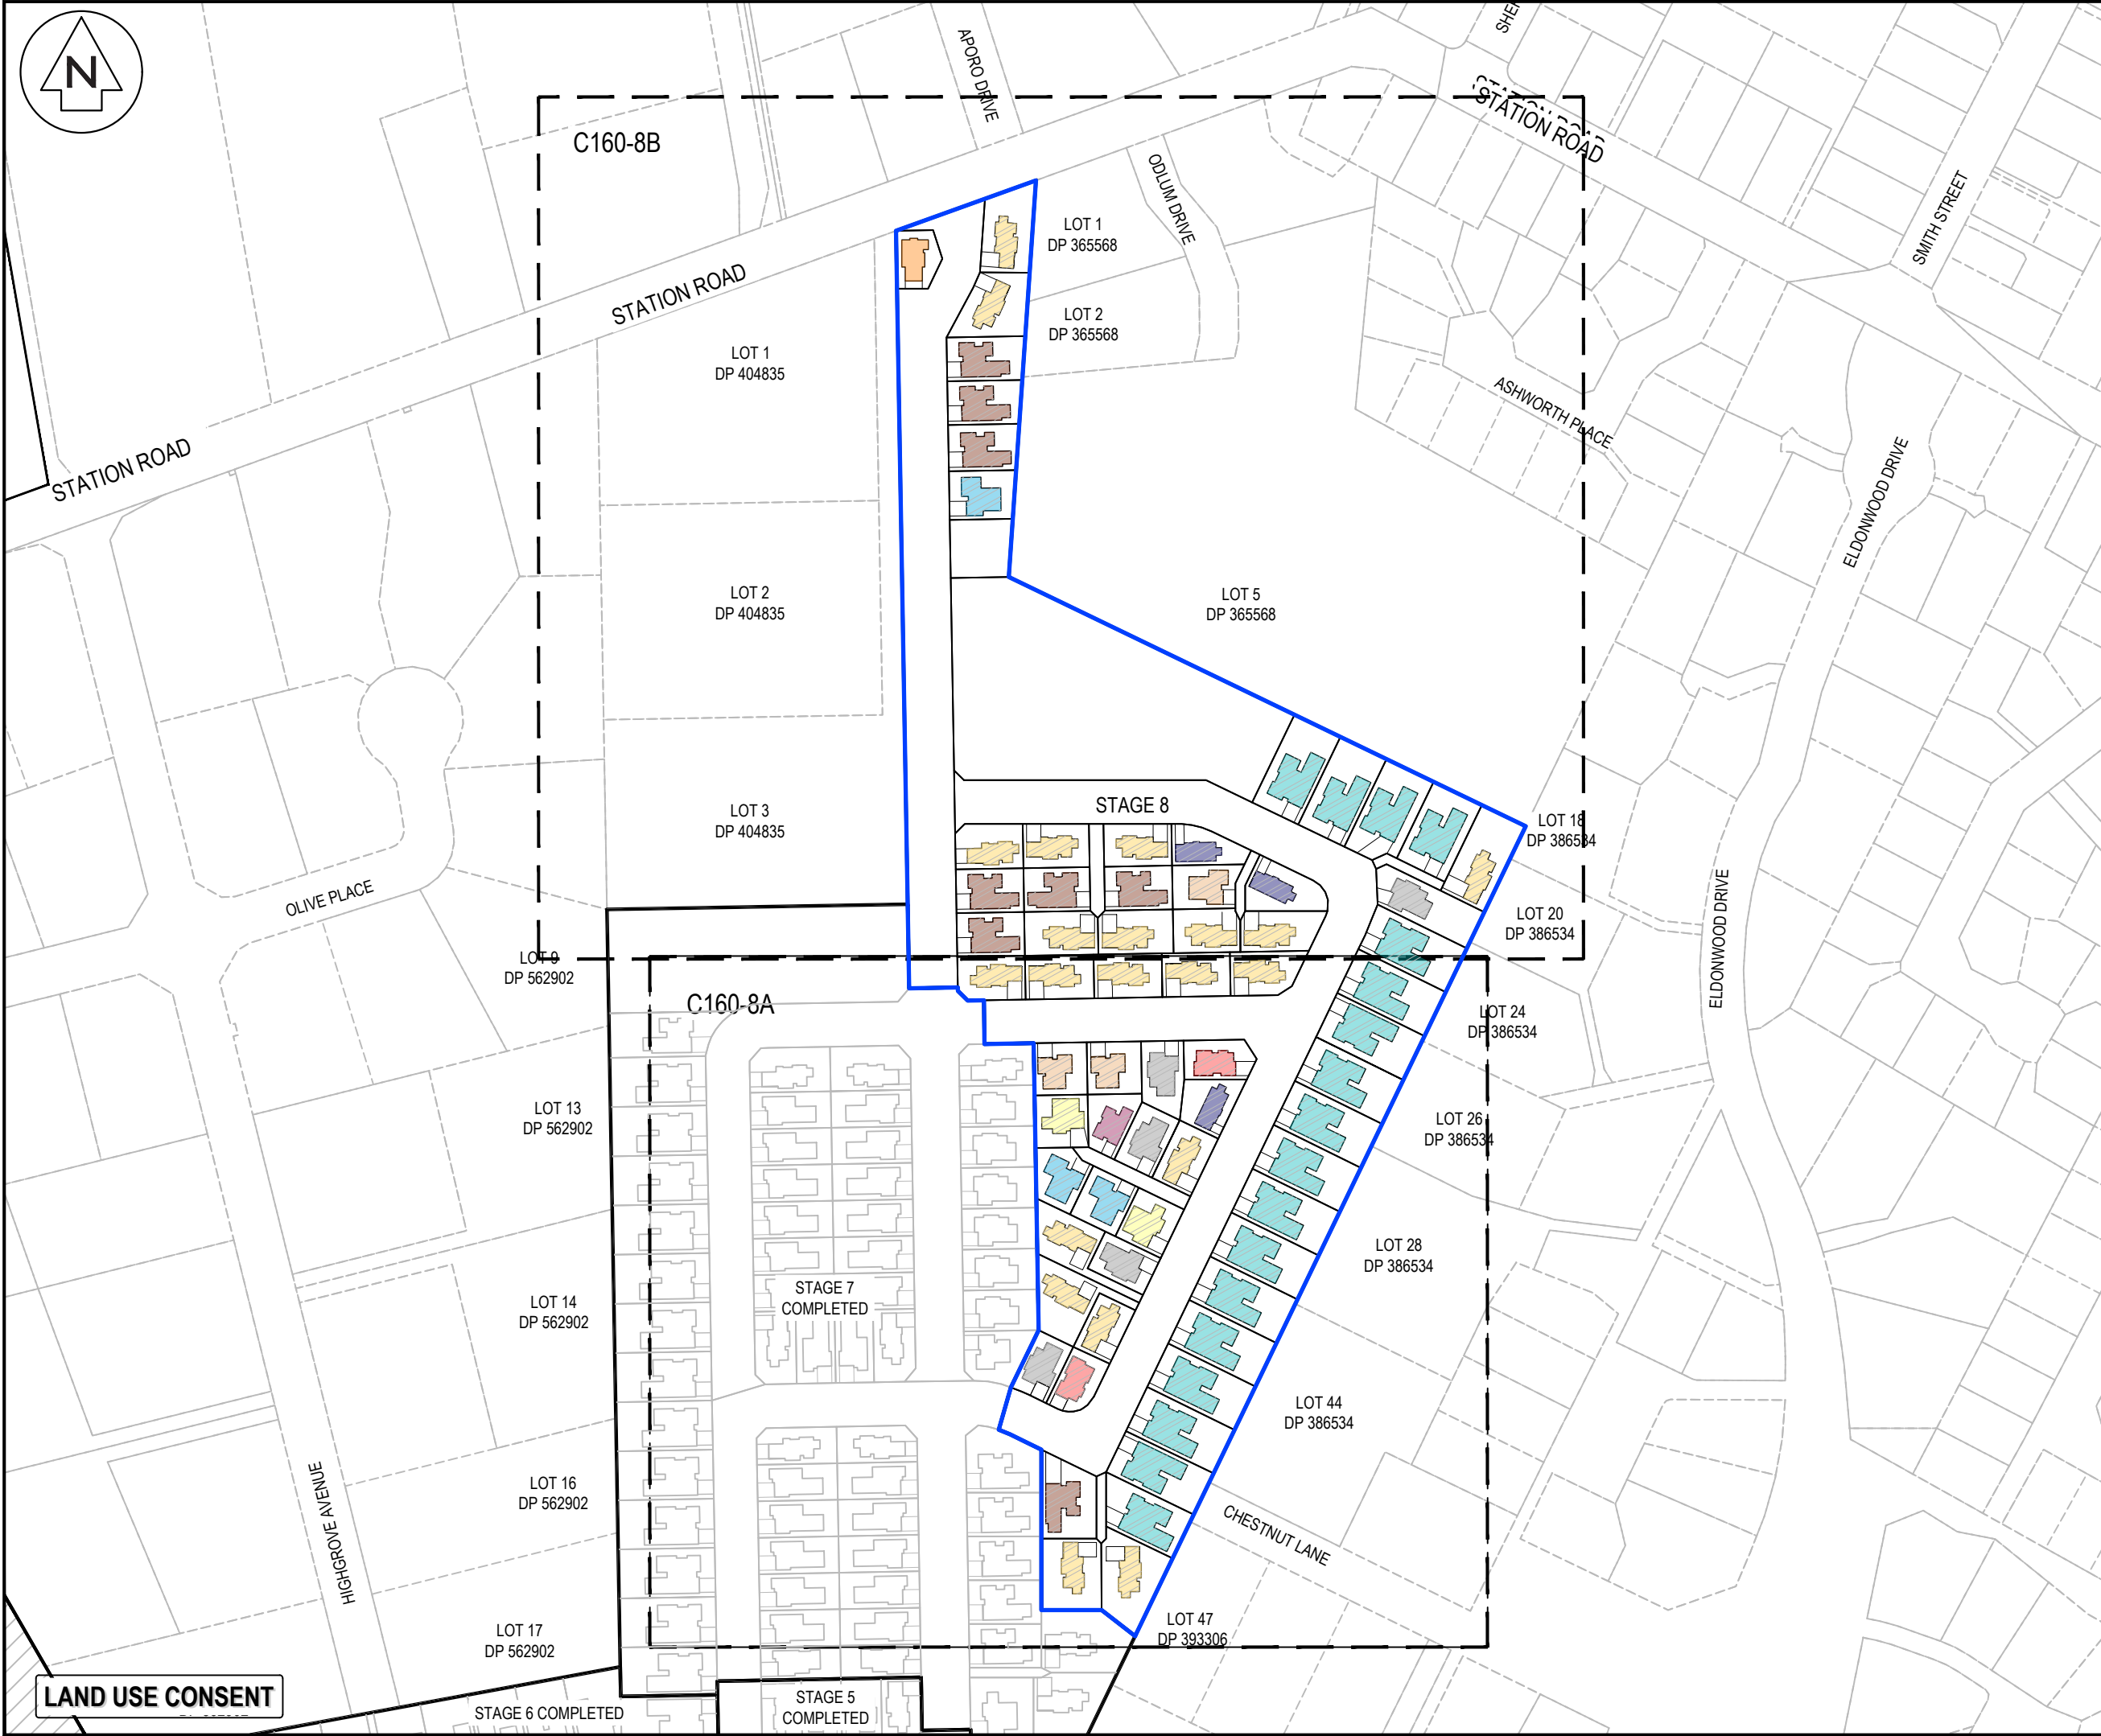 N
APORO DRIVE
STATION ROAD
C160-8B
ODLUM DRIVE
SMITH STREET
LOT 1
DP 365568
STATION ROAD
LOT 2
DP 365568
LOT 1
DP 404835
ASHWORTH PLACE
STATION ROAD
ELDONWOOD DRIVE
LOT 2
DP 404835
LOT 5
DP 365568
LOT 3
DP 404835
STAGE 8
LOT 18
DP 386534
OLIVE PLACE
LOT 20
DP 386534
ELDONWOOD DRIVE
LOT 9
DP 562902
C160-8A
LOT 24
DP 386534
LOT 13
DP 562902
LOT 26
DP 386534
LOT 28
DP 386534
STAGE 7
COMPLETED
LOT 14
DP 562902
LOT 44
DP 386534
LOT 16
DP 562902
HIGHGROVE AVENUE
CHESTNUT LANE
LOT 17
DP 562902
LOT 47
DP 393306
LAND USE CONSENT
STAGE 6 COMPLETED
STAGE 5
COMPLETED